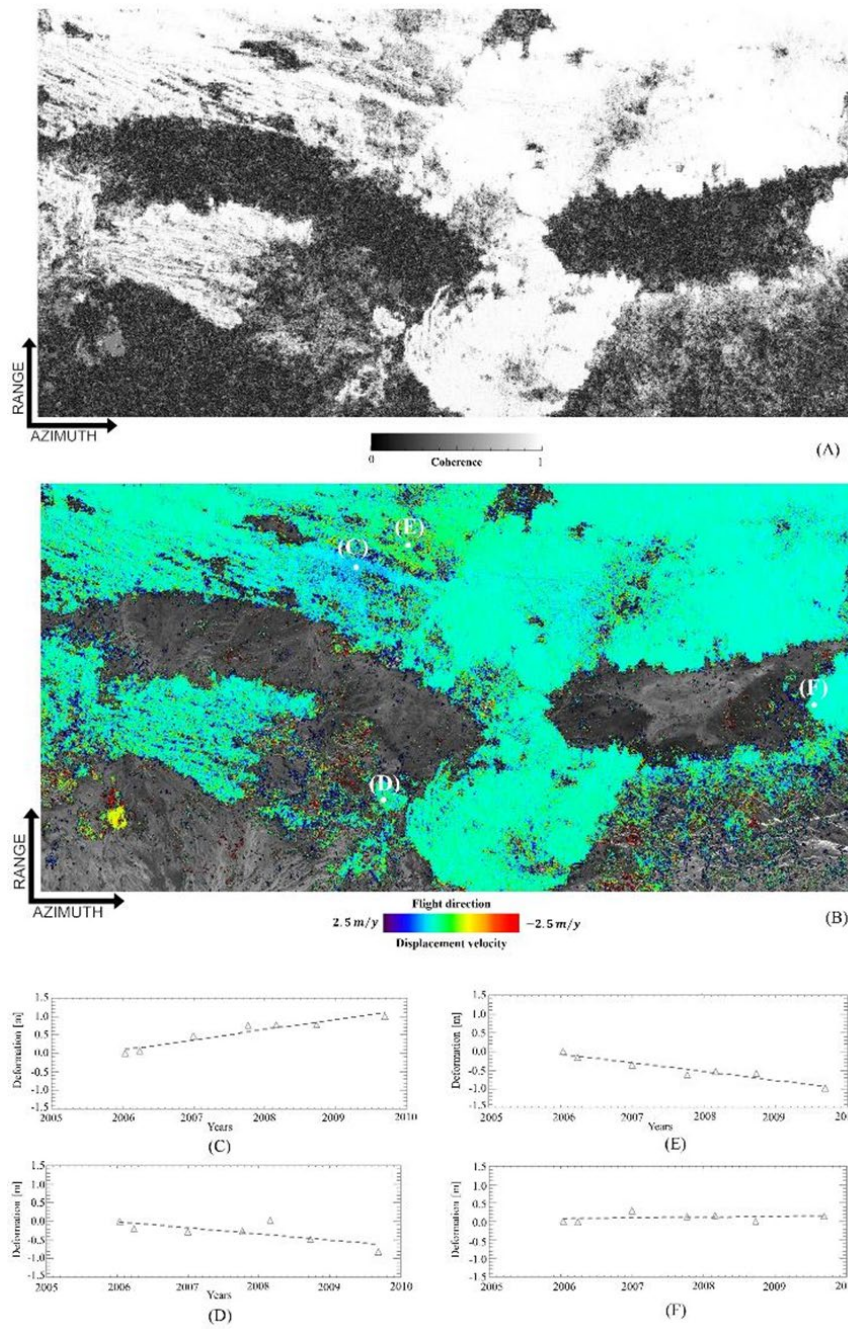 RANGE
AZIMUTH
0 1
Coherence
(A)
(E)
(C)
(F)
(D)
RANGE
AZIMUTH
Flight direction
2.5 m/y −2.5 m/y
Displacement velocity
(B)
1.5
1.0
0.5
0.0
-0.5
-1.0
-1.5
Deformation [m]
2005 2006 2007 2008 2009 2010
Years
(C)
1.5
1.0
0.5
0.0
-0.5
-1.0
-1.5
Deformation [m]
2005 2006 2007 2008 2009 2010
Years
(E)
1.5
1.0
0.5
0.0
-0.5
-1.0
-1.5
Deformation [m]
2005 2006 2007 2008 2009 2010
(D)
1.5
1.0
0.5
0.0
-0.5
-1.0
-1.5
Deformation [m]
2005 2006 2007 2008 2009
(F)